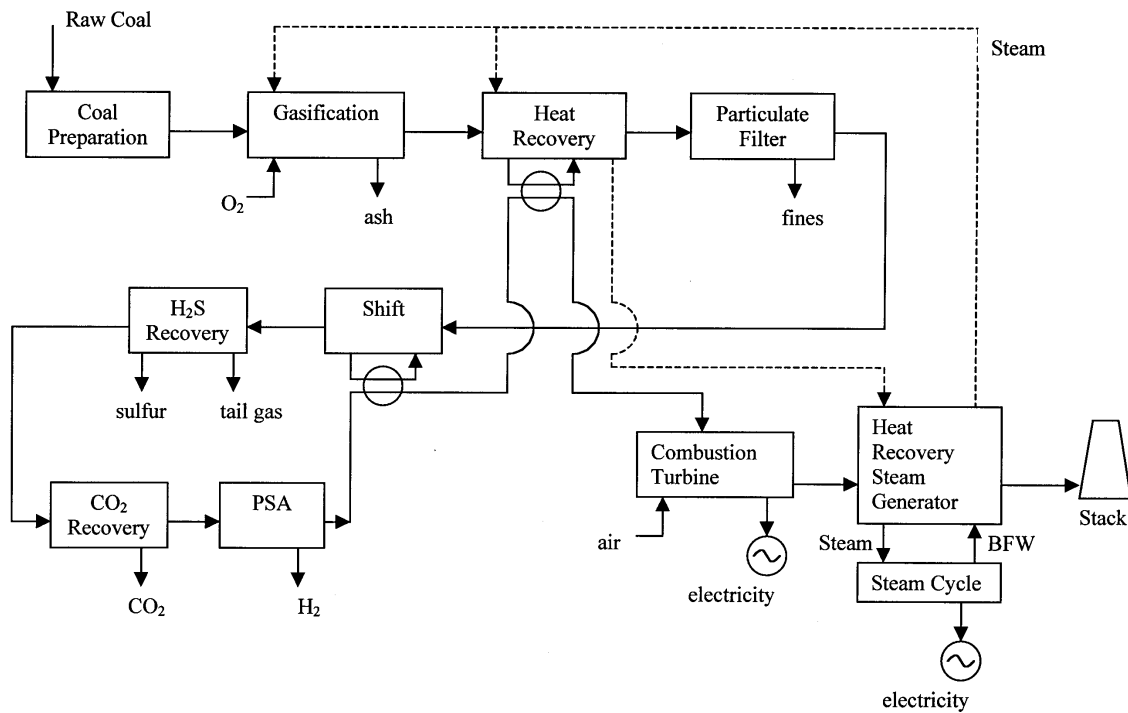 Raw Coal
Steam
Coal
Preparation
Gasification
Heat
Recovery
Particulate
Filter
O₂
ash
fines
H₂S
Recovery
Shift
sulfur
tail gas
Combustion
Turbine
Heat
Recovery
Steam
Generator
CO₂
Recovery
PSA
Stack
air
Steam
BFW
Steam Cycle
electricity
CO₂
H₂
electricity